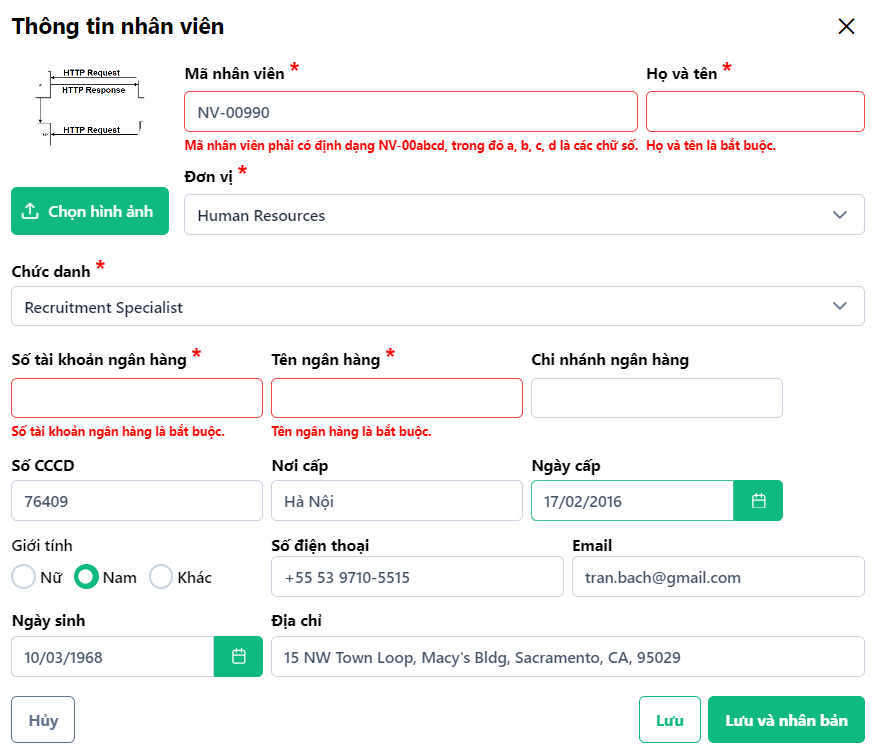 Thông tin nhân viên
HTTP Request
HTTP Response
HTTP Request
Chọn hình ảnh
Mã nhân viên * Họ và tên *
NV-00990
Mã nhân viên phải có định dạng NV-00abcd, trong đó a, b, c, d là các chữ số. Họ và tên là bắt buộc.
Đơn vị *
Human Resources
Chức danh *
Recruitment Specialist
Số tài khoản ngân hàng * Tên ngân hàng * Chi nhánh ngân hàng
Số tài khoản ngân hàng là bắt buộc. Tên ngân hàng là bắt buộc.
Số CCCD Nơi cấp Ngày cấp
76409 Hà Nội 17/02/2016
Giới tính Số điện thoại Email
Nữ Nam Khác +55 53 9710-5515 tran.bach@gmail.com
Ngày sinh Địa chỉ
10/03/1968 15 NW Town Loop, Macy's Bldg, Sacramento, CA, 95029
Hủy Lưu Lưu và nhân bản